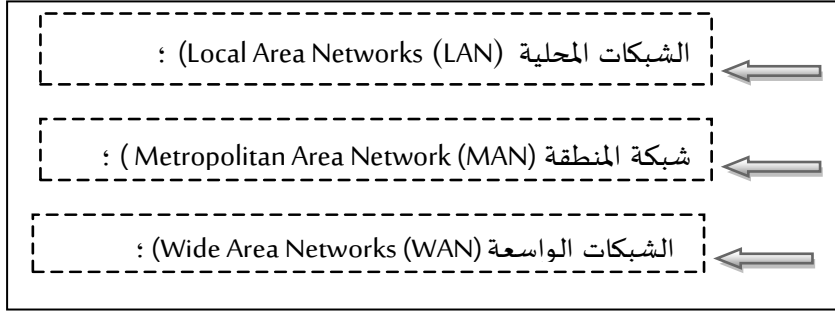 الشبكات المحلية (Local Area Networks (LAN) ؛
شبكة المنطقة (Metropolitan Area Network (MAN ) ؛
الشبكات الواسعة (Wide Area Networks (WAN) ؛